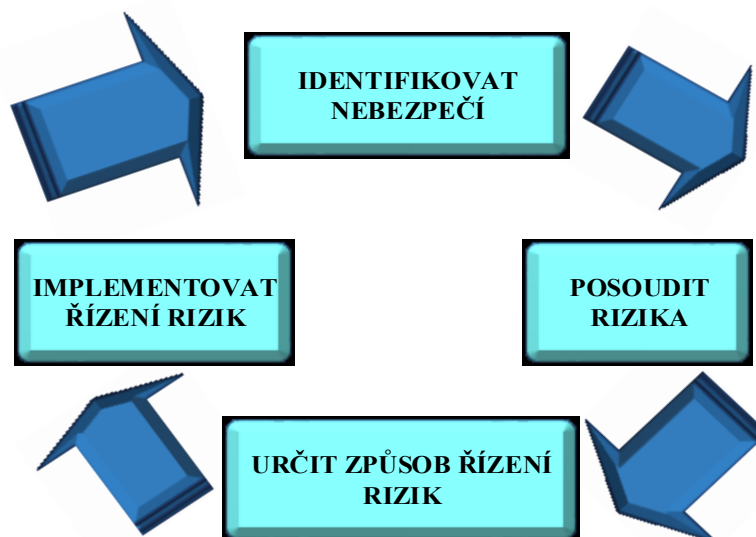 IDENTIFIKOVAT
NEBEZPEČÍ
IMPLEMENTOVAT
ŘÍZENÍ RIZIK
POSOUDIT
RIZIKA
URČIT ZPŮSOB ŘÍZENÍ
RIZIK